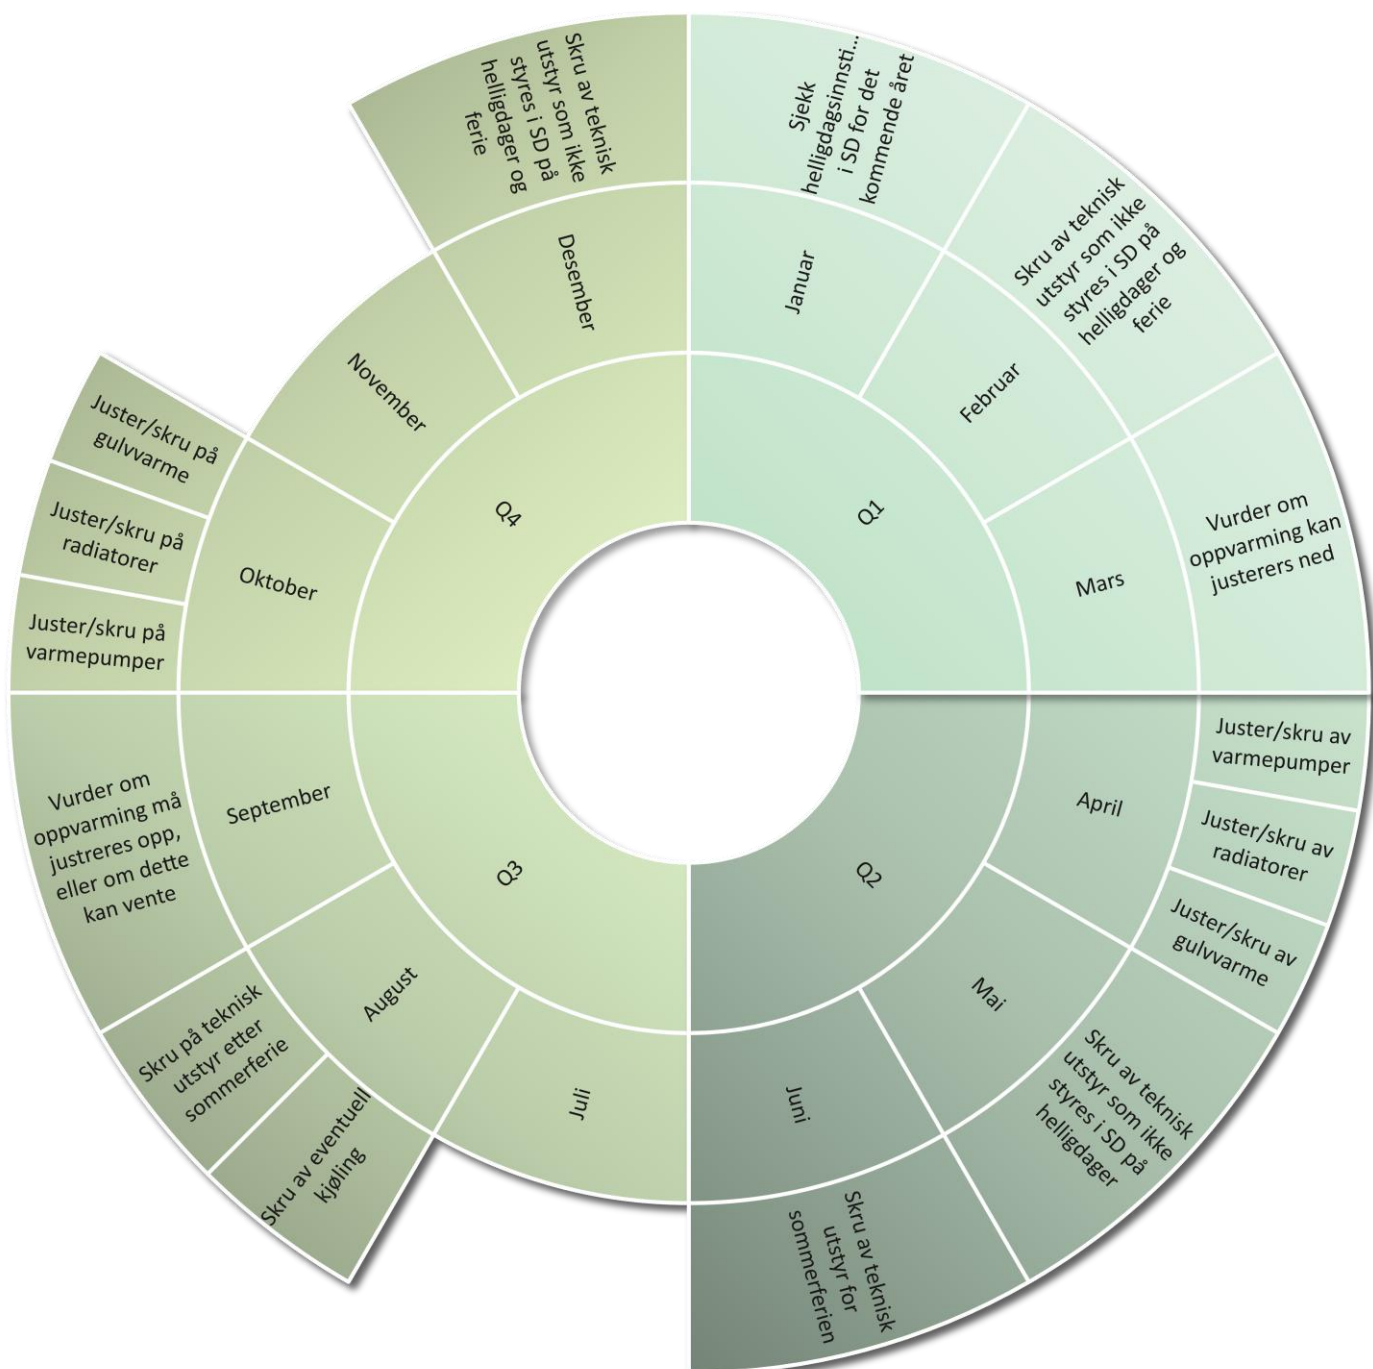 Q1
Januar
Sjekk
helligdagsinnsti...
i SD for det
kommende året
Februar
Skru av teknisk
utstyr som ikke
styres i SD på
helligdager og
ferie
Mars
Vurder om
oppvarming kan
justerers ned
Q2
April
Juster/skru av
varmepumper
Juster/skru av
radiatorer
Juster/skru av
gulvvarme
Mai
Skru av teknisk
utstyr som ikke
styres i SD på
helligdager
Juni
Skru av teknisk
utstyr for
sommerferien
Q3
Juli
August
Skru av eventuell
kjøling
Skru på teknisk
utstyr etter
sommerferie
September
Vurder om
oppvarming må
justreres opp,
eller om dette
kan vente
Q4
Oktober
Juster/skru på
varmepumper
Juster/skru på
radiatorer
Juster/skru på
gulvvarme
November
Desember
Skru av teknisk
utstyr som ikke
styres i SD på
helligdager og
ferie